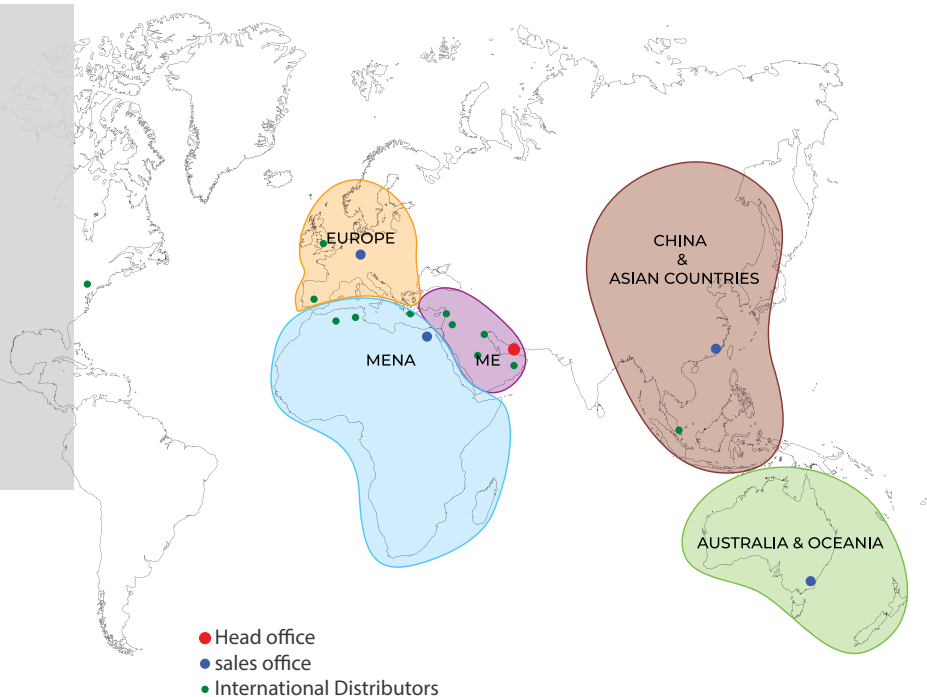 EUROPE
CHINA
&
ASIAN COUNTRIES
MENA
ME
AUSTRALIA & OCEANIA
Head office
sales office
International Distributors